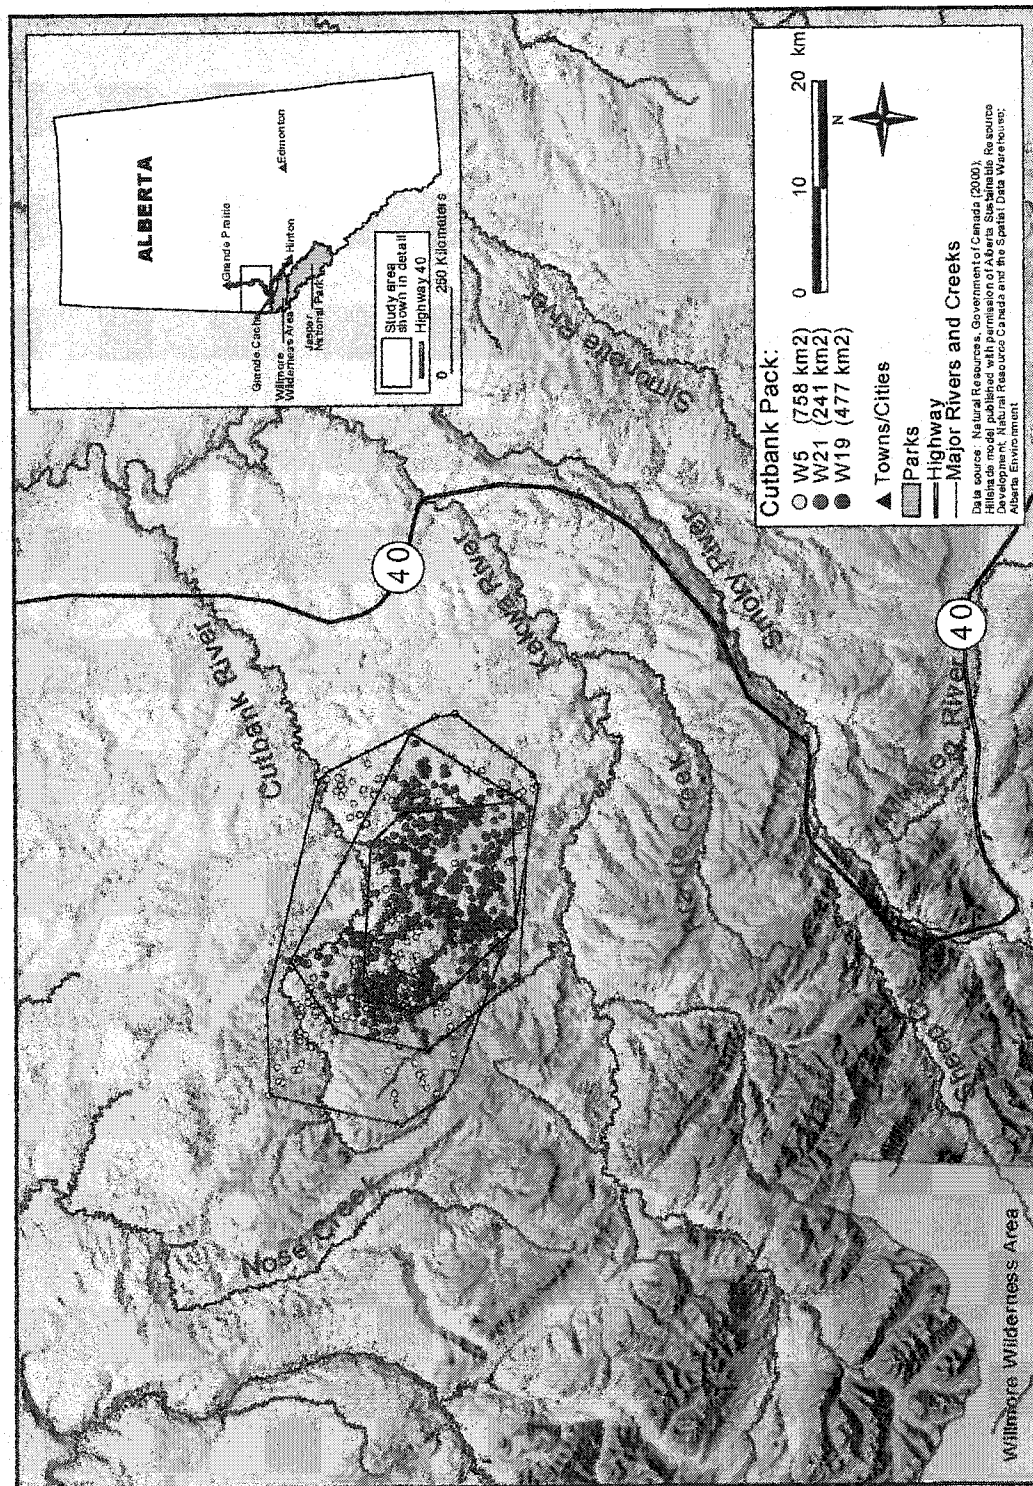 ALBERTA
Grande Prairie
Grande Cache
Edmonton
Hinton
Willmore
Wilderness Area
Jasper
National Park
Study area
shown in detail
Highway 40
0 250 Kilometers
Cutbank River
40
Kakwa River
Simonette River
Smoky River
Nose Creek
Sheep
40
Willmore Wilderness Area
Cutbank Pack:
W5 (758 km2)
W21 (241 km2)
W19 (477 km2)
Towns/Cities
Parks
Highway
Major Rivers and Creeks
0 10 20 km
N
Data source: Natural Resources, Government of Canada (2000);
Hillshade model published with permission of Alberta Sustainable Resource
Development, Natural Resource Canada and the Spatial Data Warehouse;
Alberta Environment